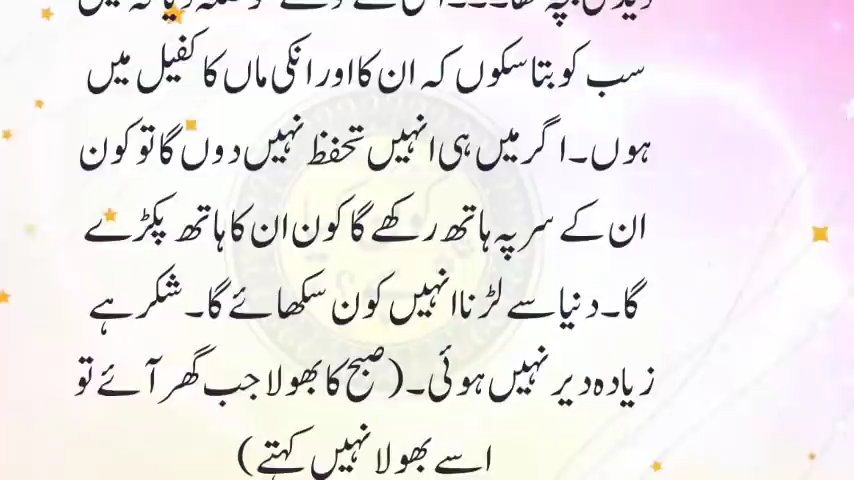 سب کو بتا سکوں کہ ان کا اور انکی ماں کا کفیل میں
ہوں۔ اگر میں ہی انہیں تحفظ نہیں دوں گا تو کون
ان کے سر پہ ہاتھ رکھے گا کون ان کا ہاتھ پکڑے
گا۔ دنیا سے لڑنا انہیں کون سکھائے گا۔ شکر ہے
زیادہ دیر نہیں ہوئی۔ (صبح کا بھولا جب گھر آئے تو
اسے بھولا نہیں کہتے)